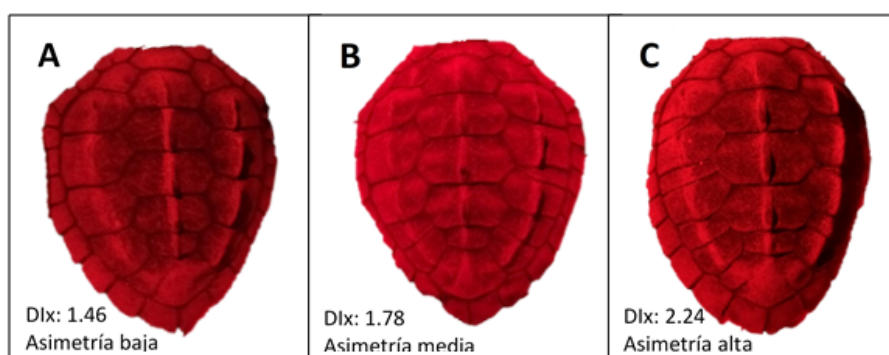 A
B
C
DIx: 1.46
Asimetría baja
DIx: 1.78
Asimetría media
DIx: 2.24
Asimetría alta